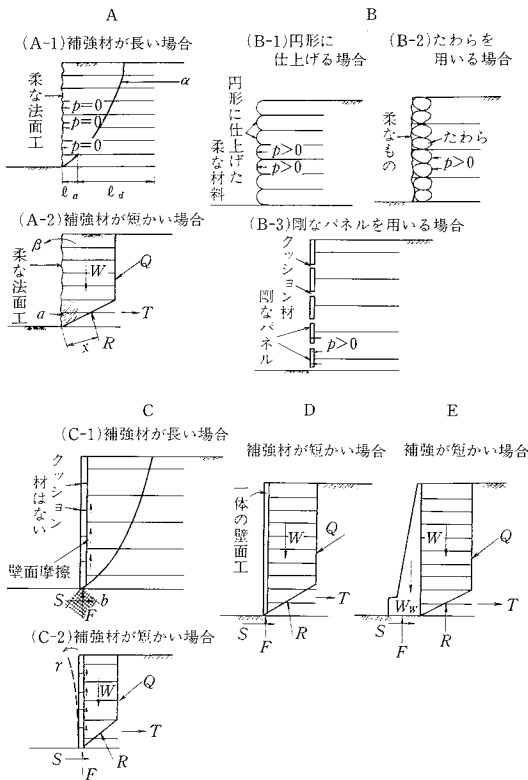 A
(A-1)補強材が長い場合
柔な法面工
p=0
p=0
p=0
α
ℓa
ℓd
(A-2)補強材が短かい場合
柔な法面工
β
W
Q
a
T
x
R
B
(B-1)円形に
仕上げる場合
円形に仕上げた
柔な材料
p>0
p>0
(B-2)たわらを
用いる場合
柔なもの
たわら
p>0
(B-3)剛なパネルを用いる場合
クッション材
剛なパネル
p>0
C
(C-1)補強材が長い場合
クッション
材はない
壁面摩擦
S
b
F
(C-2)補強材が短かい場合
γ
W
Q
T
S
R
F
D
補強材が短かい場合
一体の壁面工
W
Q
T
S
R
F
E
補強が短かい場合
W
Q
Ww
T
S
R
F